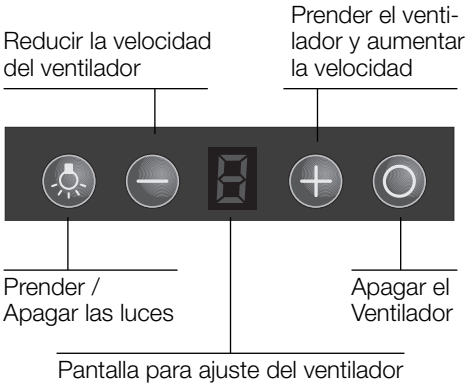 Reducir la velocidad
del ventilador
Prender el venti-
lador y aumentar
la velocidad
Prender /
Apagar las luces
Apagar el
Ventilador
Pantalla para ajuste del ventilador